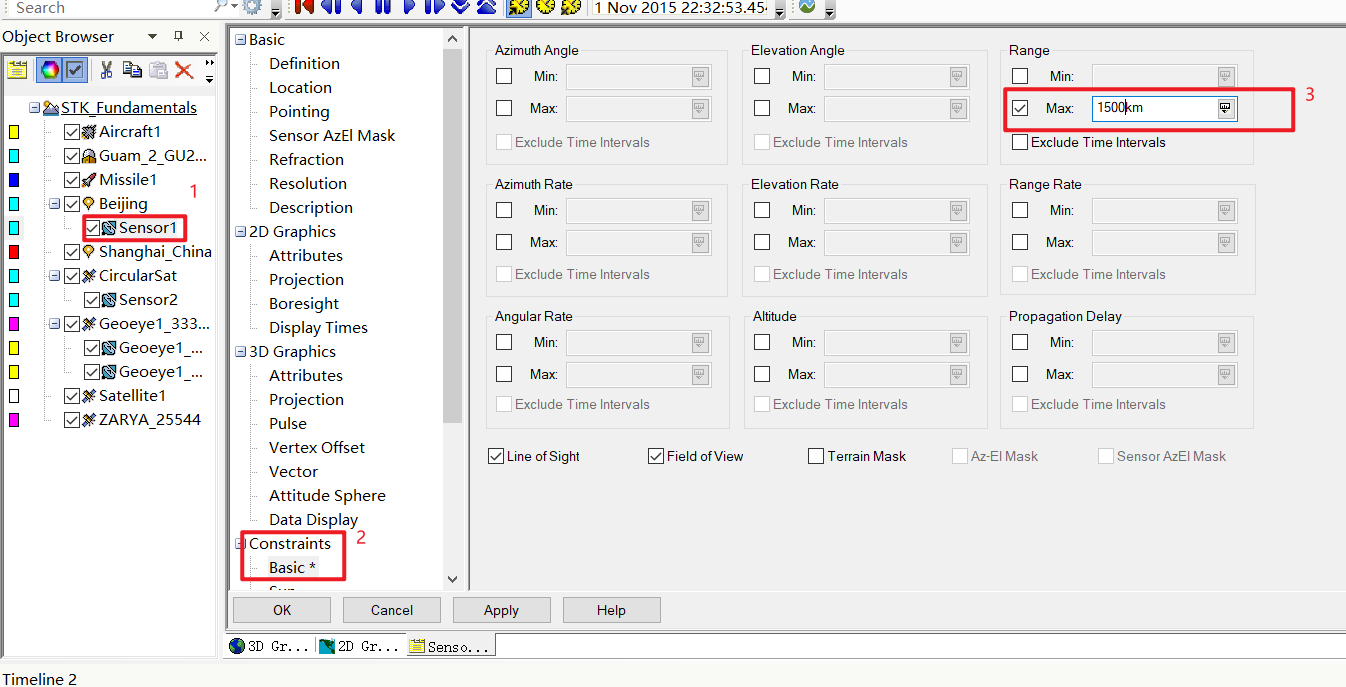 Search
1 Nov 2015 22:32:53.454
Object Browser
STK_Fundamentals
Aircraft1
Guam_2_GU2...
Missile1
1
Beijing
Sensor1
Shanghai_China
CircularSat
Sensor2
Geoeye1_333...
Geoeye1_...
Geoeye1_...
Satellite1
ZARYA_25544
Basic
Definition
Location
Pointing
Sensor AzEl Mask
Refraction
Resolution
Description
2D Graphics
Attributes
Projection
Boresight
Display Times
3D Graphics
Attributes
Projection
Pulse
Vertex Offset
Vector
Attitude Sphere
Data Display
Constraints
2
Basic *
Azimuth Angle
Min:
Max:
Exclude Time Intervals
Elevation Angle
Min:
Max:
Exclude Time Intervals
Range
Min:
Max: 1500km
3
Exclude Time Intervals
Azimuth Rate
Min:
Max:
Exclude Time Intervals
Elevation Rate
Min:
Max:
Exclude Time Intervals
Range Rate
Min:
Max:
Exclude Time Intervals
Angular Rate
Min:
Max:
Exclude Time Intervals
Altitude
Min:
Max:
Exclude Time Intervals
Propagation Delay
Min:
Max:
Exclude Time Intervals
Line of Sight Field of View Terrain Mask Az-El Mask Sensor AzEl Mask
OK Cancel Apply Help
3D Gr... 2D Gr... Senso...
Timeline 2